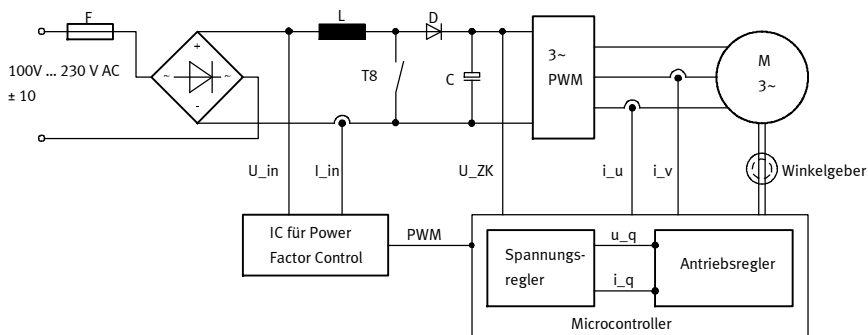 F
L
D
+
~
~
-
100V ... 230 V AC
± 10
T8
C
3~
PWM
M
3~
U_in
I_in
U_ZK
i_u
i_v
Winkelgeber
IC für Power
Factor Control
PWM
Spannungs-
regler
u_q
i_q
Antriebsregler
Microcontroller